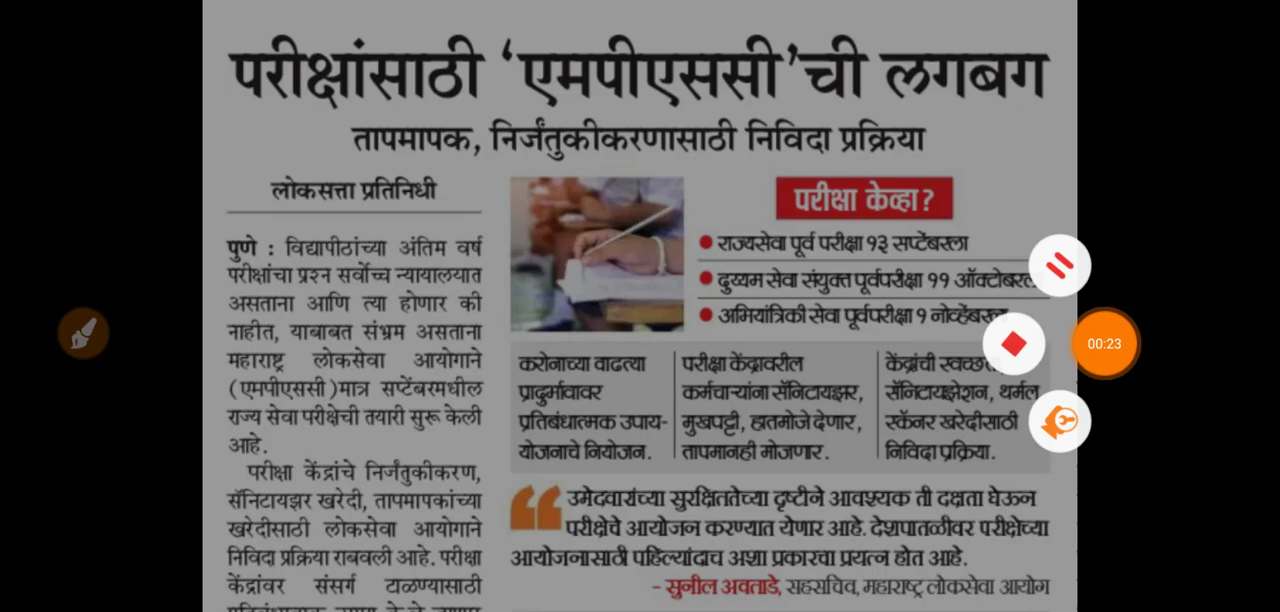 परीक्षांसाठी ‘एमपीएससी’ची लगबग
तापमापक, निर्जंतुकीकरणासाठी निविदा प्रक्रिया
लोकसत्ता प्रतिनिधी
पुणे : विद्यापीठांच्या अंतिम वर्ष
परीक्षांचा प्रश्न सर्वोच्च न्यायालयात
असताना आणि त्या होणार की
नाहीत, याबाबत संभ्रम असताना
महाराष्ट्र लोकसेवा आयोगाने
(एमपीएससी)मात्र सप्टेंबरमधील
राज्य सेवा परीक्षेची तयारी सुरू केली
आहे.
परीक्षा केंद्रांचे निर्जंतुकीकरण,
सॅनिटायझर खरेदी, तापमापकांच्या
खरेदीसाठी लोकसेवा आयोगाने
निविदा प्रक्रिया राबवली आहे. परीक्षा
केंद्रांवर संसर्ग टाळण्यासाठी
परीक्षा केव्हा?
राज्यसेवा पूर्व परीक्षा १३ सप्टेंबरला
दुय्यम सेवा संयुक्त पूर्वपरीक्षा ११ ऑक्टोबरला
अभियांत्रिकी सेवा पूर्वपरीक्षा १ नोव्हेंबरला
करोनाच्या वाढत्या
प्रादुर्भावावर
प्रतिबंधात्मक उपाय-
योजनाचे नियोजन.
परीक्षा केंद्रावरील
कर्मचाऱ्यांना सॅनिटायझर,
मुखपट्टी, हातमोजे देणार,
तापमानही मोजणार.
केंद्रांची
सॅनिटायझेशन, थर्मल
स्कॅनर खरेदीसाठी
निविदा प्रक्रिया.
उमेदवारांच्या सुरक्षिततेच्या दृष्टीने आवश्यक ती दक्षता घेऊन
परीक्षेचे आयोजन करण्यात येणार आहे. देशपातळीवर परीक्षेच्या
आयोजनासाठी पहिल्यांदाच अशा प्रकारचा प्रयत्न होत आहे.
- सुनील अवताडे, सहसचिव, महाराष्ट्र लोकसेवा आयोग
00:23